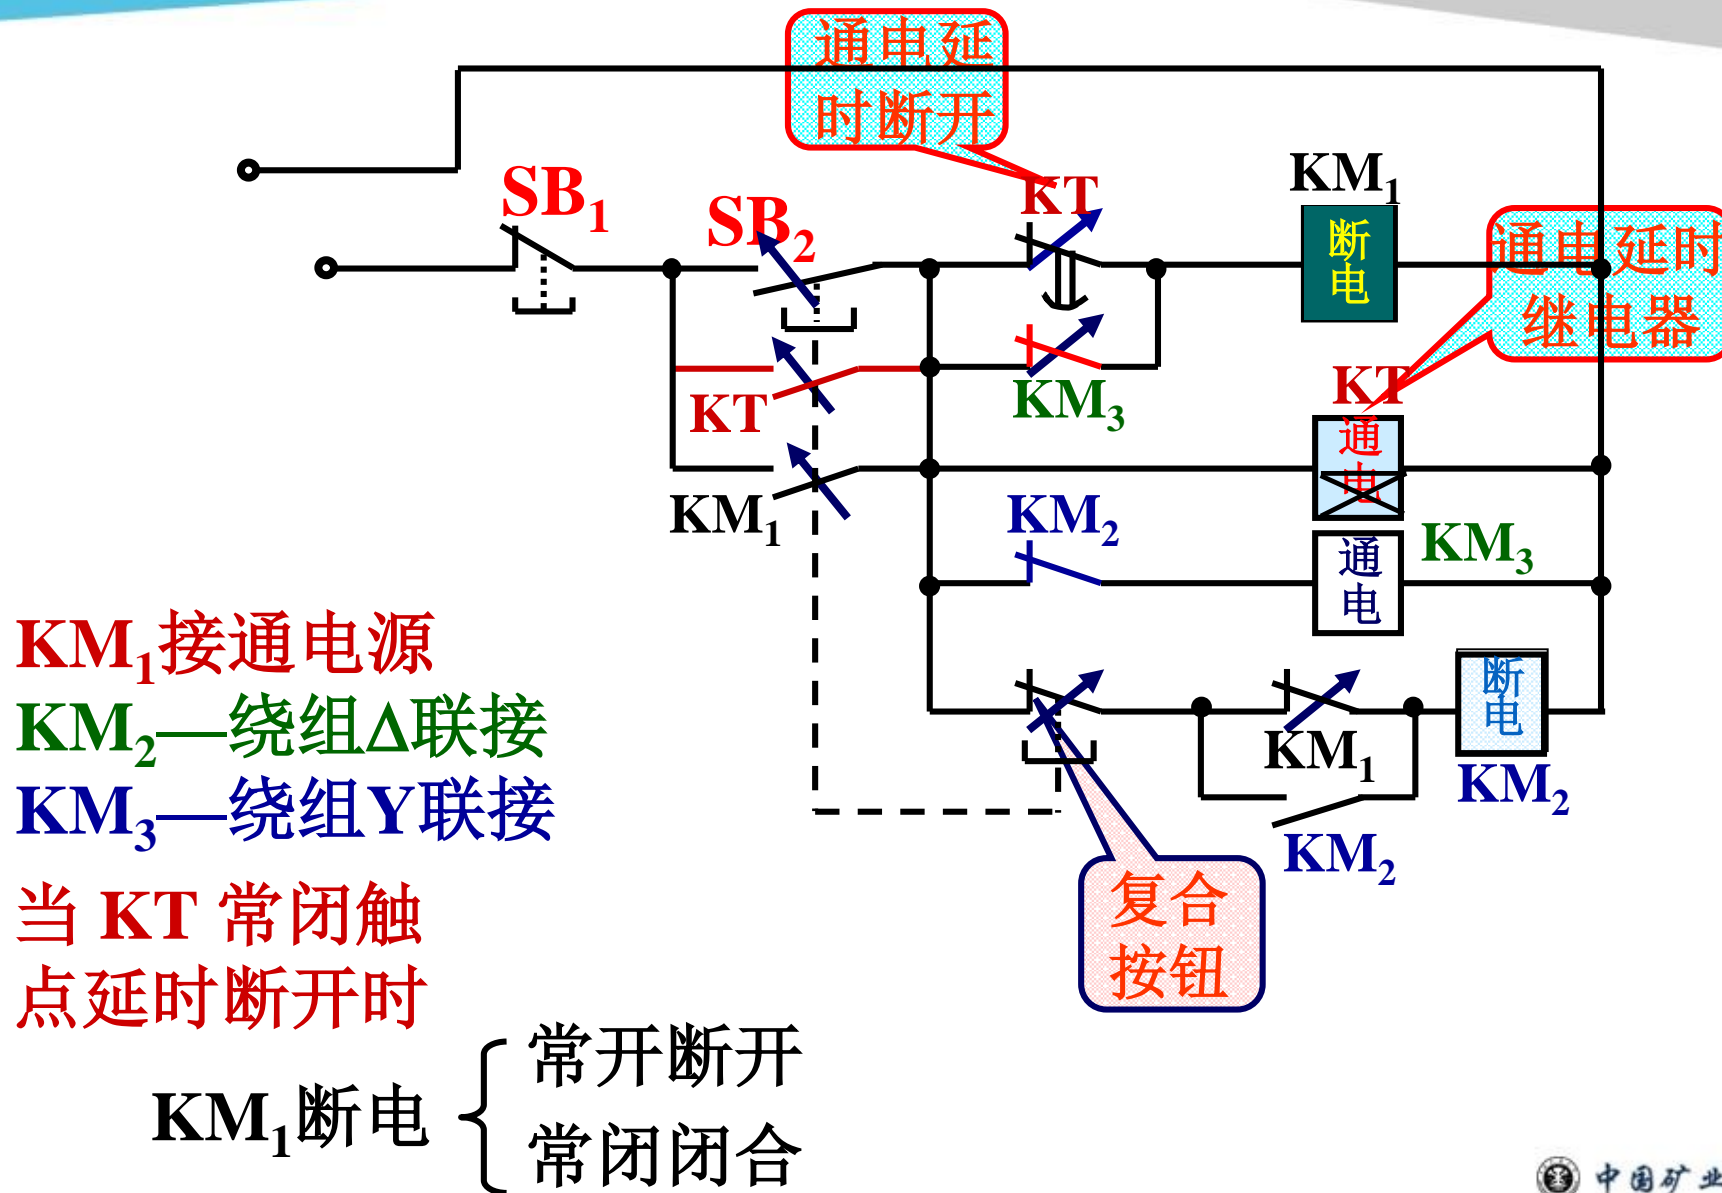 通电延
时断开
SB1
SB2
KT
KM1
断
电
通电延时
继电器
KT
KM3
KT
通
电
KM1
KM2
通
电
KM3
KM1接通电源
KM2—绕组Δ联接
KM3—绕组Y联接
断
电
KM1
KM2
KM2
复合
按钮
当 KT 常闭触
点延时断开时
KM1断电
常开断开
常闭闭合
中国矿业